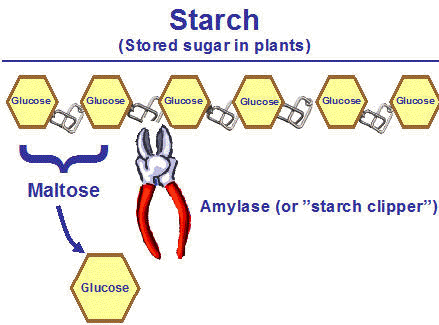 Starch
(Stored sugar in plants)
Glucose Glucose Glucose Glucose Glucose Glucose
Maltose
Amylase (or ”starch clipper”)
Glucose